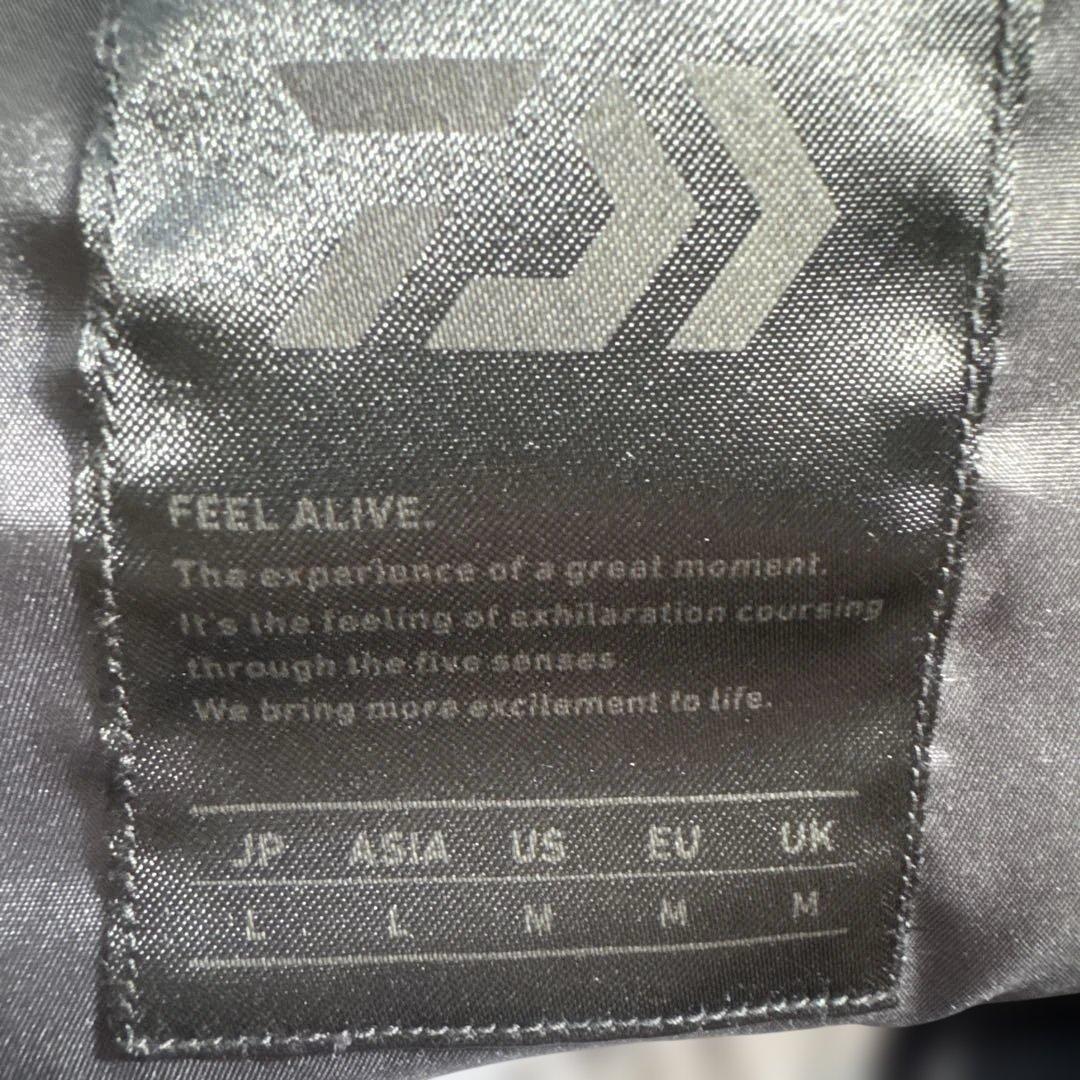 FEEL ALIVE.
The experience of a great moment.
It's the feeling of exhilaration coursing
through the five senses.
We bring more excitement to life.
JP ASIA US EU UK
L L M M M